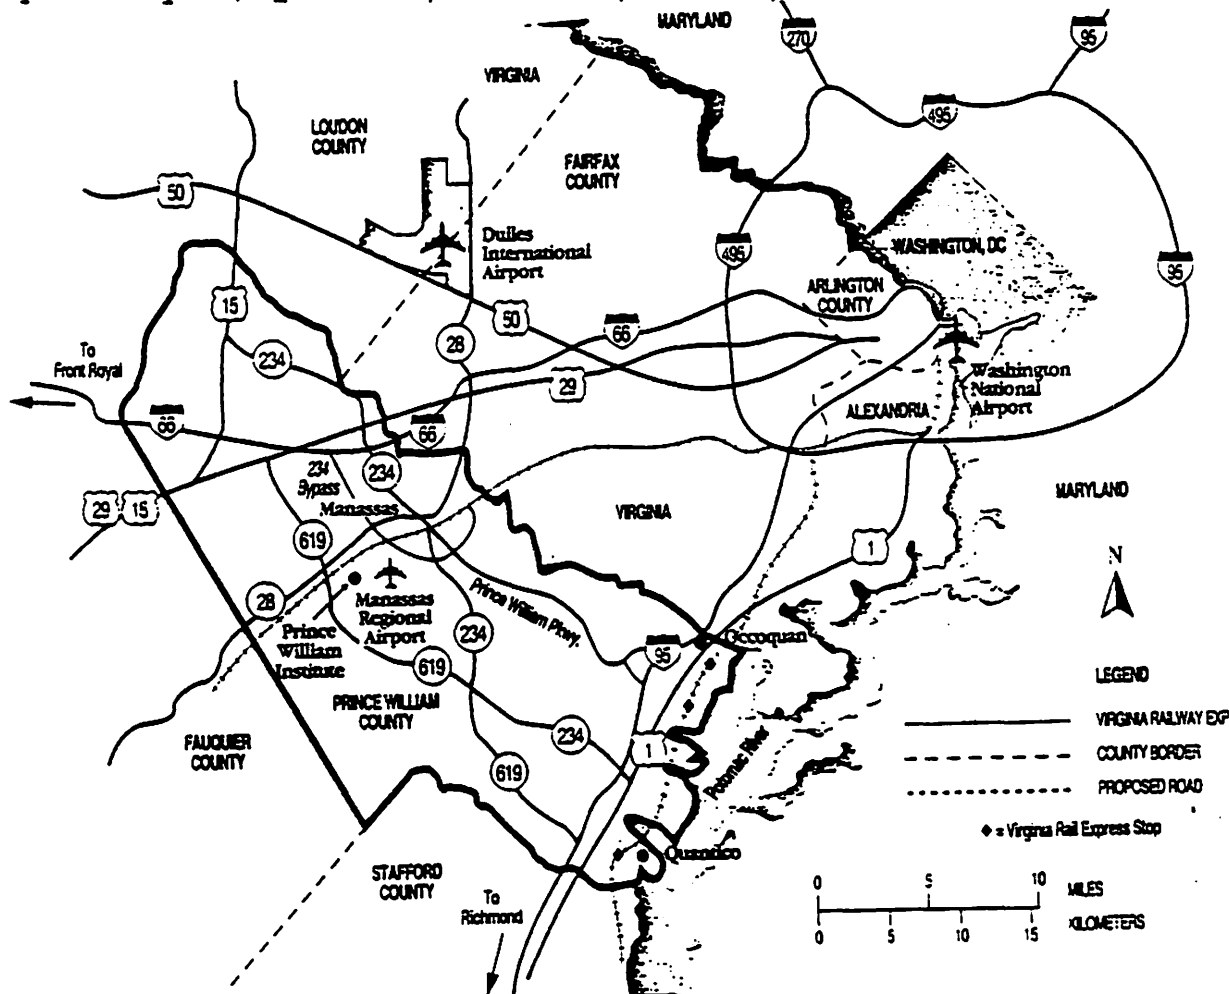 MARYLAND
270
95
VIRGINIA
495
LOUDON
COUNTY
FAIRFAX
COUNTY
50
Dulles
International
Airport
495
WASHINGTON, DC
95
ARLINGTON
COUNTY
15
50
66
28
To
Front Royal
234
29
Washington
National
Airport
ALEXANDRIA
66
66
234
Bypass
234
MARYLAND
29
15
Manassas
VIRGINIA
619
1
N
28
Manassas
Regional
Airport
Prince William Pkwy.
Prince
William
Institute
234
Occoquan
95
619
LEGEND
PRINCE WILLIAM
COUNTY
VIRGINIA RAILWAY EXP
234
FAUQUIER
COUNTY
1
COUNTY BORDER
Potomac River
619
PROPOSED ROAD
= Virginia Rail Express Stop
Quantico
STAFFORD
COUNTY
0 5 10
MILES
To
Richmond
KILOMETERS
0 5 10 15